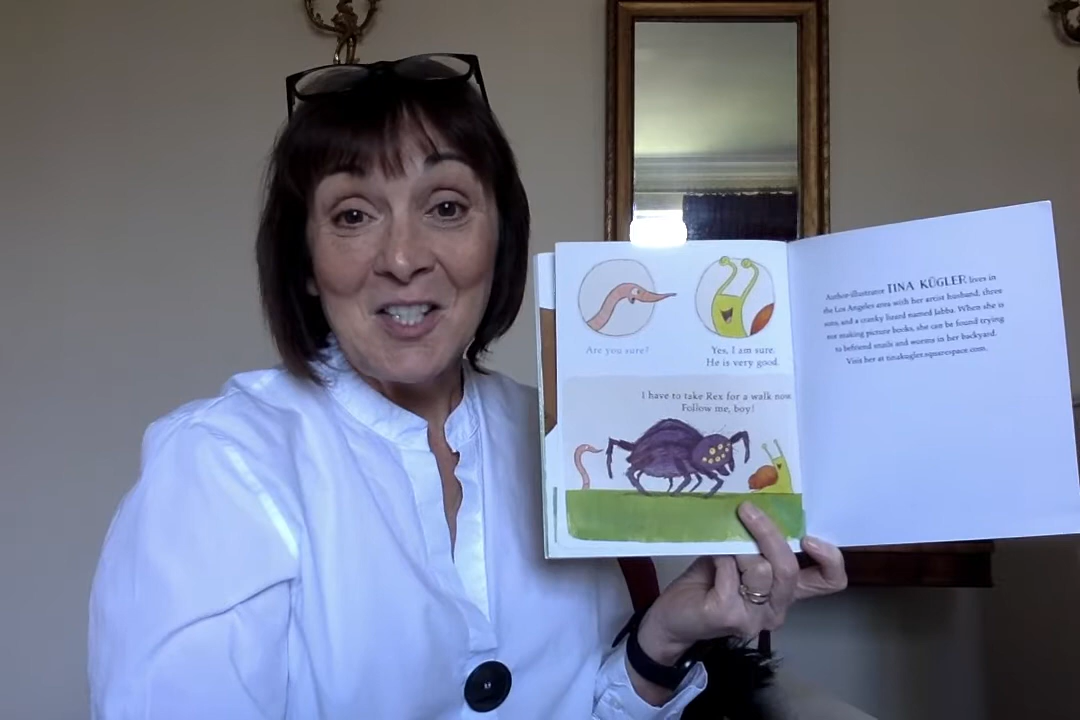 Are you sure?
Yes, I am sure.
He is very good.
I have to take Rex for a walk now.
Follow me, boy!
Author-illustrator TINA KÜGLER lives in
the Los Angeles area with her artist husband, three
sons, and a cranky lizard named Jabba. When she is
not making picture books, she can be found trying
to befriend snails and worms in her backyard.
Visit her at tinakugler.squarespace.com.